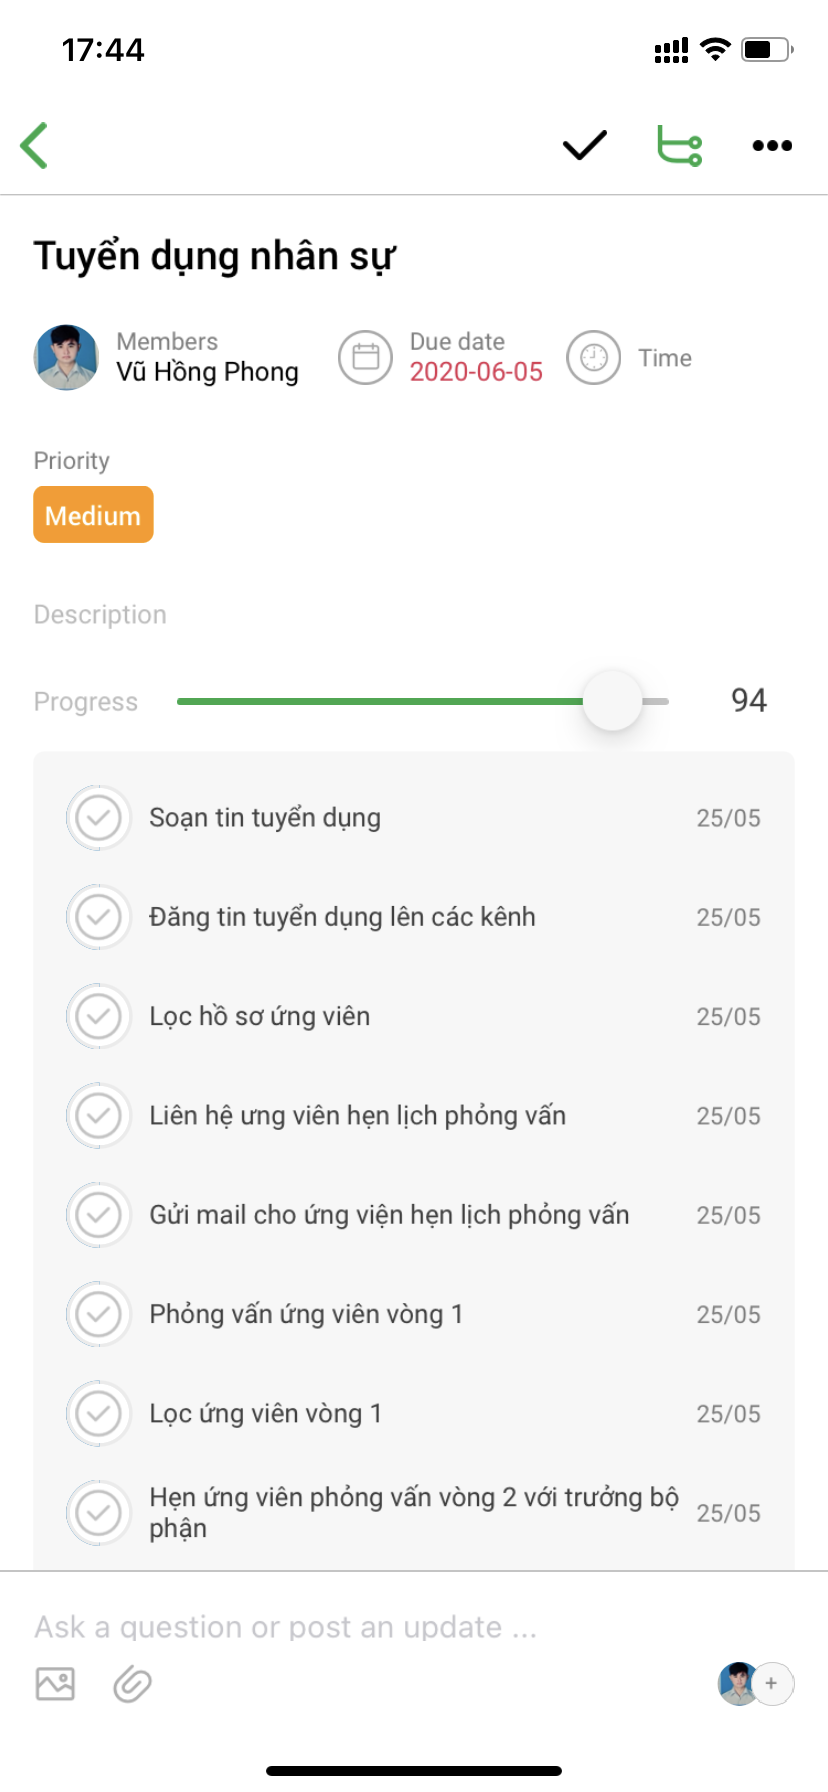 17:44
Tuyển dụng nhân sự
Members
Vũ Hồng Phong
Due date
2020-06-05
Time
Priority
Medium
Description
Progress
94
Soạn tin tuyển dụng 25/05
Đăng tin tuyển dụng lên các kênh 25/05
Lọc hồ sơ ứng viên 25/05
Liên hệ ưng viên hẹn lịch phỏng vấn 25/05
Gửi mail cho ứng viện hẹn lịch phỏng vấn 25/05
Phỏng vấn ứng viên vòng 1 25/05
Lọc ứng viên vòng 1 25/05
Hẹn ứng viên phỏng vấn vòng 2 với trưởng bộ
phận 25/05
Ask a question or post an update ...